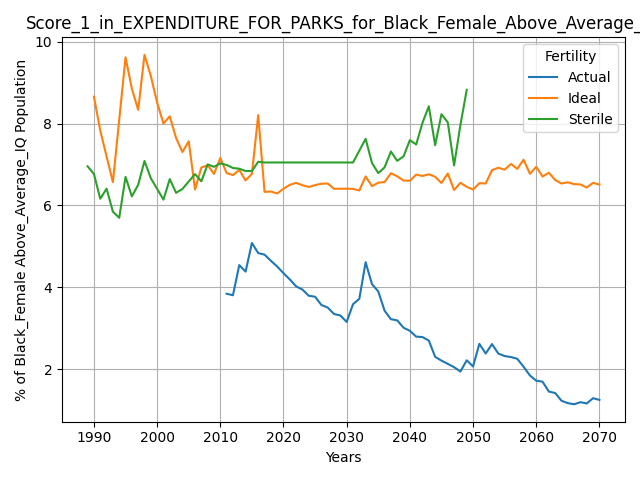 Score_1_in_EXPENDITURE_FOR_PARKS_for_Black_Female_Above_Average_
10
8
6
4
2
% of Black_Female Above_Average_IQ Population
Fertility
Actual
Ideal
Sterile
1990 2000 2010 2020 2030 2040 2050 2060 2070
Years